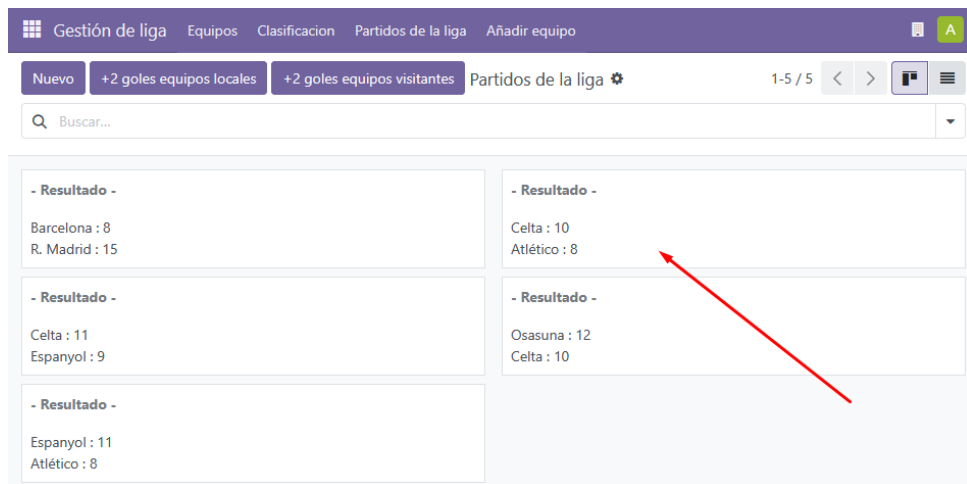 Gestión de liga Equipos Clasificacion Partidos de la liga Añadir equipo A
Nuevo +2 goles equipos locales +2 goles equipos visitantes Partidos de la liga 1-5 / 5
Buscar...
- Resultado -
Barcelona : 8
R. Madrid : 15
- Resultado -
Celta : 10
Atlético : 8
- Resultado -
Celta : 11
Espanyol : 9
- Resultado -
Osasuna : 12
Celta : 10
- Resultado -
Espanyol : 11
Atlético : 8